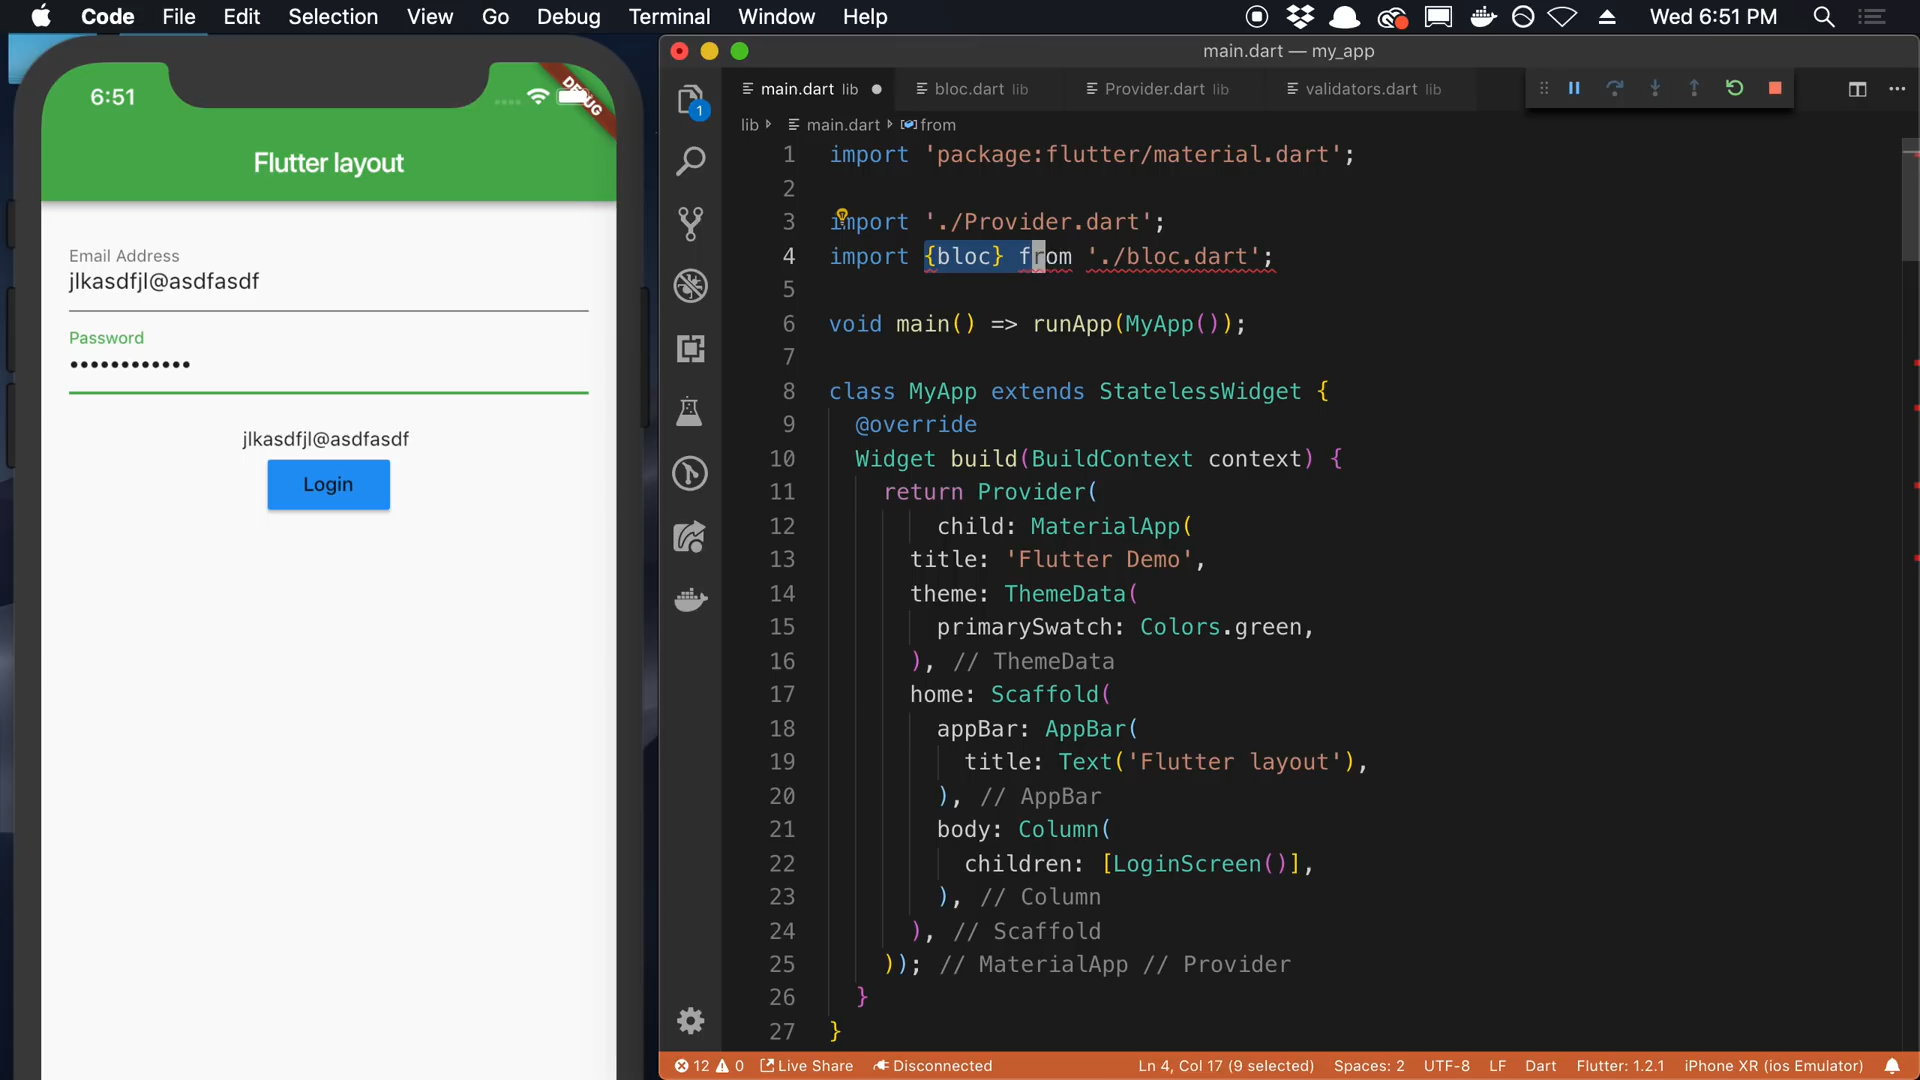 Code File Edit Selection View Go Debug Terminal Window Help Wed 6:51 PM
6:51
DEBUG
Flutter layout
Email Address
jlkasdfjl@asdfasdf
Password
••••••••••••
jlkasdfjl@asdfasdf
Login
main.dart — my_app
1
main.dart lib bloc.dart lib Provider.dart lib validators.dart lib
lib main.dart from
1 import 'package:flutter/material.dart';
2
3 import './Provider.dart';
4 import {bloc} from './bloc.dart';
5
6 void main() => runApp(MyApp());
7
8 class MyApp extends StatelessWidget {
9 @override
10 Widget build(BuildContext context) {
11 return Provider(
12 child: MaterialApp(
13 title: 'Flutter Demo',
14 theme: ThemeData(
15 primarySwatch: Colors.green,
16 ), // ThemeData
17 home: Scaffold(
18 appBar: AppBar(
19 title: Text('Flutter layout'),
20 ), // AppBar
21 body: Column(
22 children: [LoginScreen()],
23 ), // Column
24 ), // Scaffold
25 )); // MaterialApp // Provider
26 }
27 }
12 0 Live Share Disconnected Ln 4, Col 17 (9 selected) Spaces: 2 UTF-8 LF Dart Flutter: 1.2.1 iPhone XR (ios Emulator)